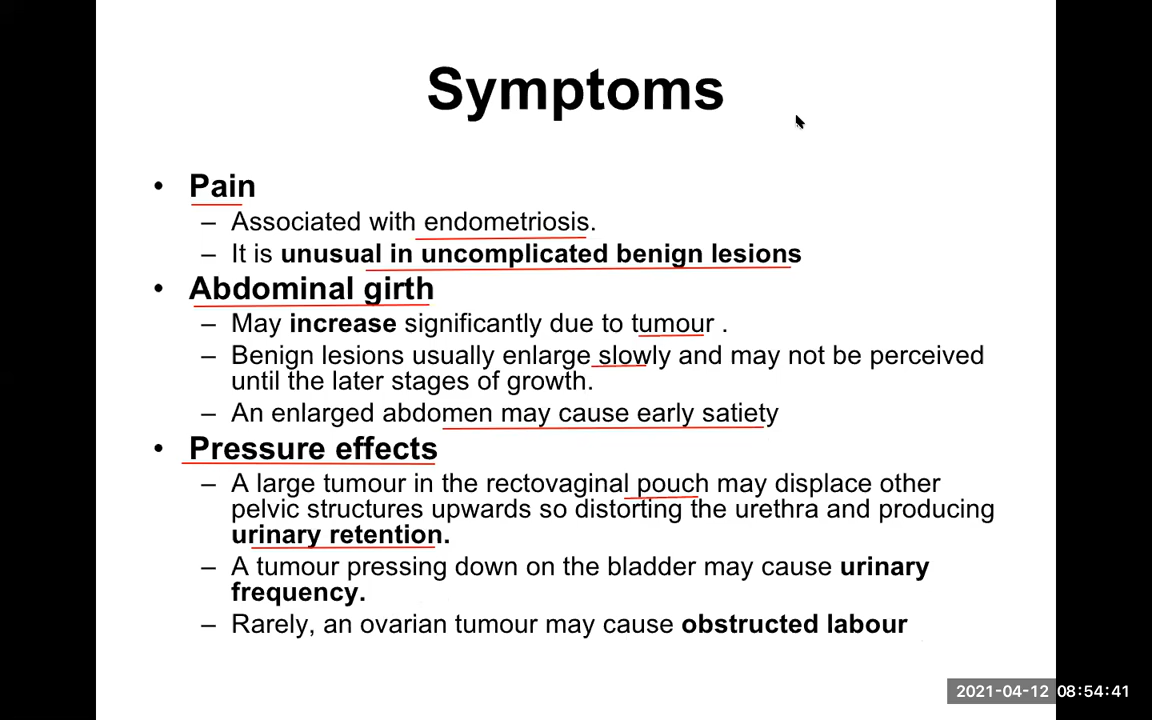 Symptoms
• Pain
– Associated with endometriosis.
– It is unusual in uncomplicated benign lesions
• Abdominal girth
– May increase significantly due to tumour .
– Benign lesions usually enlarge slowly and may not be perceived
until the later stages of growth.
– An enlarged abdomen may cause early satiety
• Pressure effects
– A large tumour in the rectovaginal pouch may displace other
pelvic structures upwards so distorting the urethra and producing
urinary retention.
– A tumour pressing down on the bladder may cause urinary
frequency.
– Rarely, an ovarian tumour may cause obstructed labour
2021-04-12 08:54:41